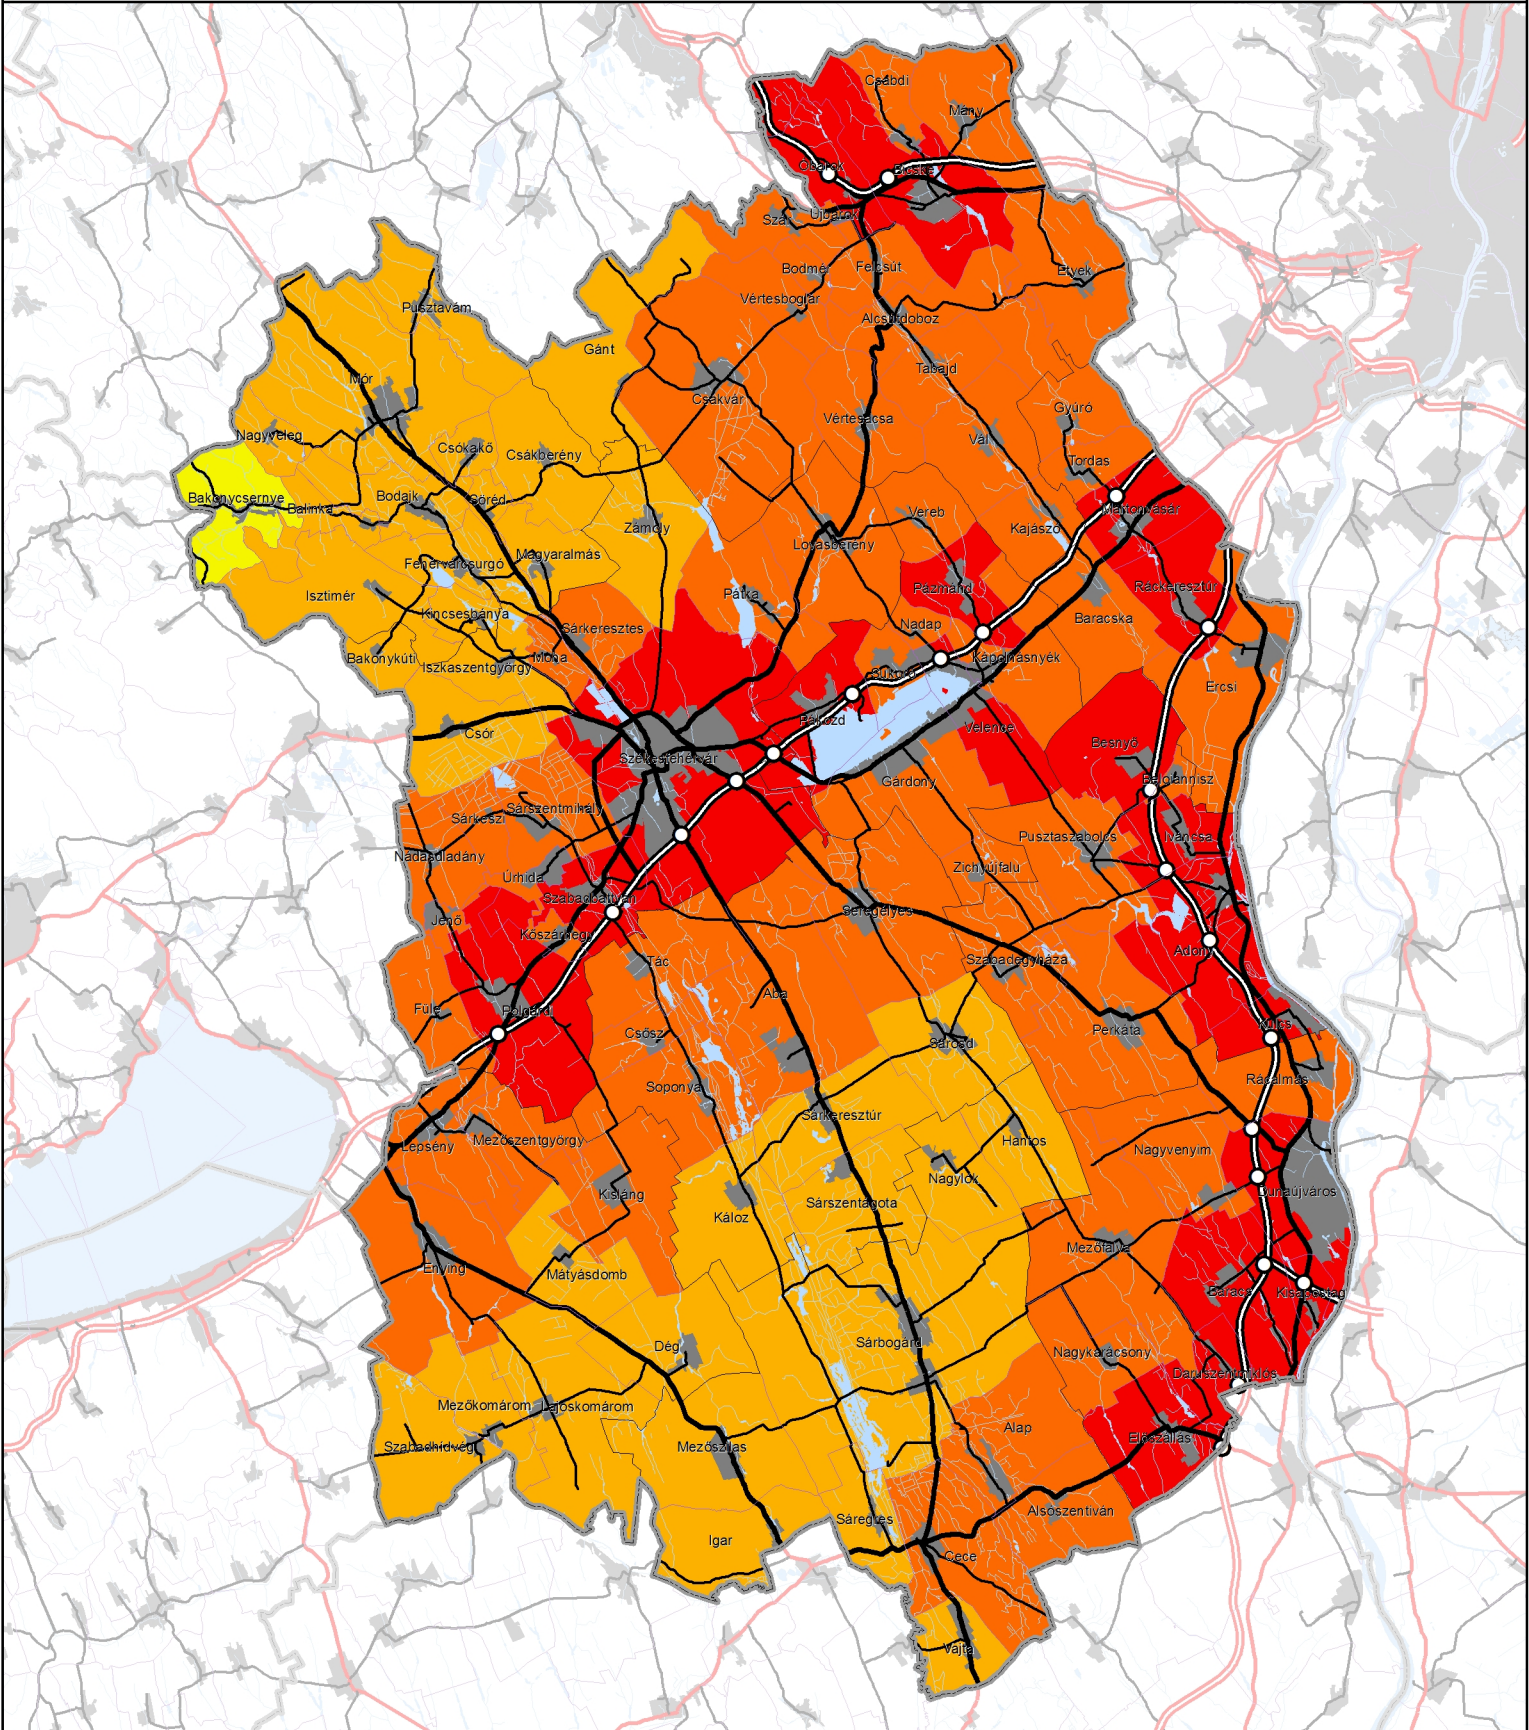 Csabdi
Mány
Óbarok
Bicske
Szár
Újbarok
Bodmér
Felcsút
Etyek
Vértesboglár
Pusztavám
Alcsútdoboz
Gánt
Tabajd
Mór
Csákvár
Gyúró
Vértesacsa
Nagyveleg
Vál
Csókakő
Csákberény
Tordas
Bakonycsernye
Balinka
Bodajk
Söréd
Martonvásár
Vereb
Zámoly
Kajászó
Lovasberény
Magyaralmás
Fehérvárcsurgó
Pázmánd
Ráckeresztúr
Isztimér
Pátka
Kincsesbánya
Baracska
Nadap
Sárkeresztes
Bakonykúti
Moha
Iszkaszentgyörgy
Kápolnásnyék
Sukoró
Ercsi
Pákozd
Velence
Csór
Besnyő
Székesfehérvár
Beloiannisz
Gárdony
Sárszentmihály
Sárkeszi
Pusztaszabolcs
Iváncsa
Nádasdladány
Zichyújfalu
Úrhida
Szabadbattyán
Seregélyes
Jenő
Kőszárhegy
Adony
Tác
Szabadegyháza
Aba
Füle
Polgárdi
Kulcs
Csősz
Perkáta
Sárosd
Rácalmás
Soponya
Sárkeresztúr
Hantos
Lepsény
Mezőszentgyörgy
Nagyvenyim
Nagylók
Kisláng
Dunaújváros
Sárszentágota
Káloz
Mezőfalva
Enying
Mátyásdomb
Baracs
Kisapostag
Sárbogárd
Dég
Nagykarácsony
Daruszentmiklós
Mezőkomárom
Lajoskomárom
Alap
Előszállás
Szabadhídvég
Mezőszilas
Alsószentiván
Sáregres
Igar
Cece
Vajta